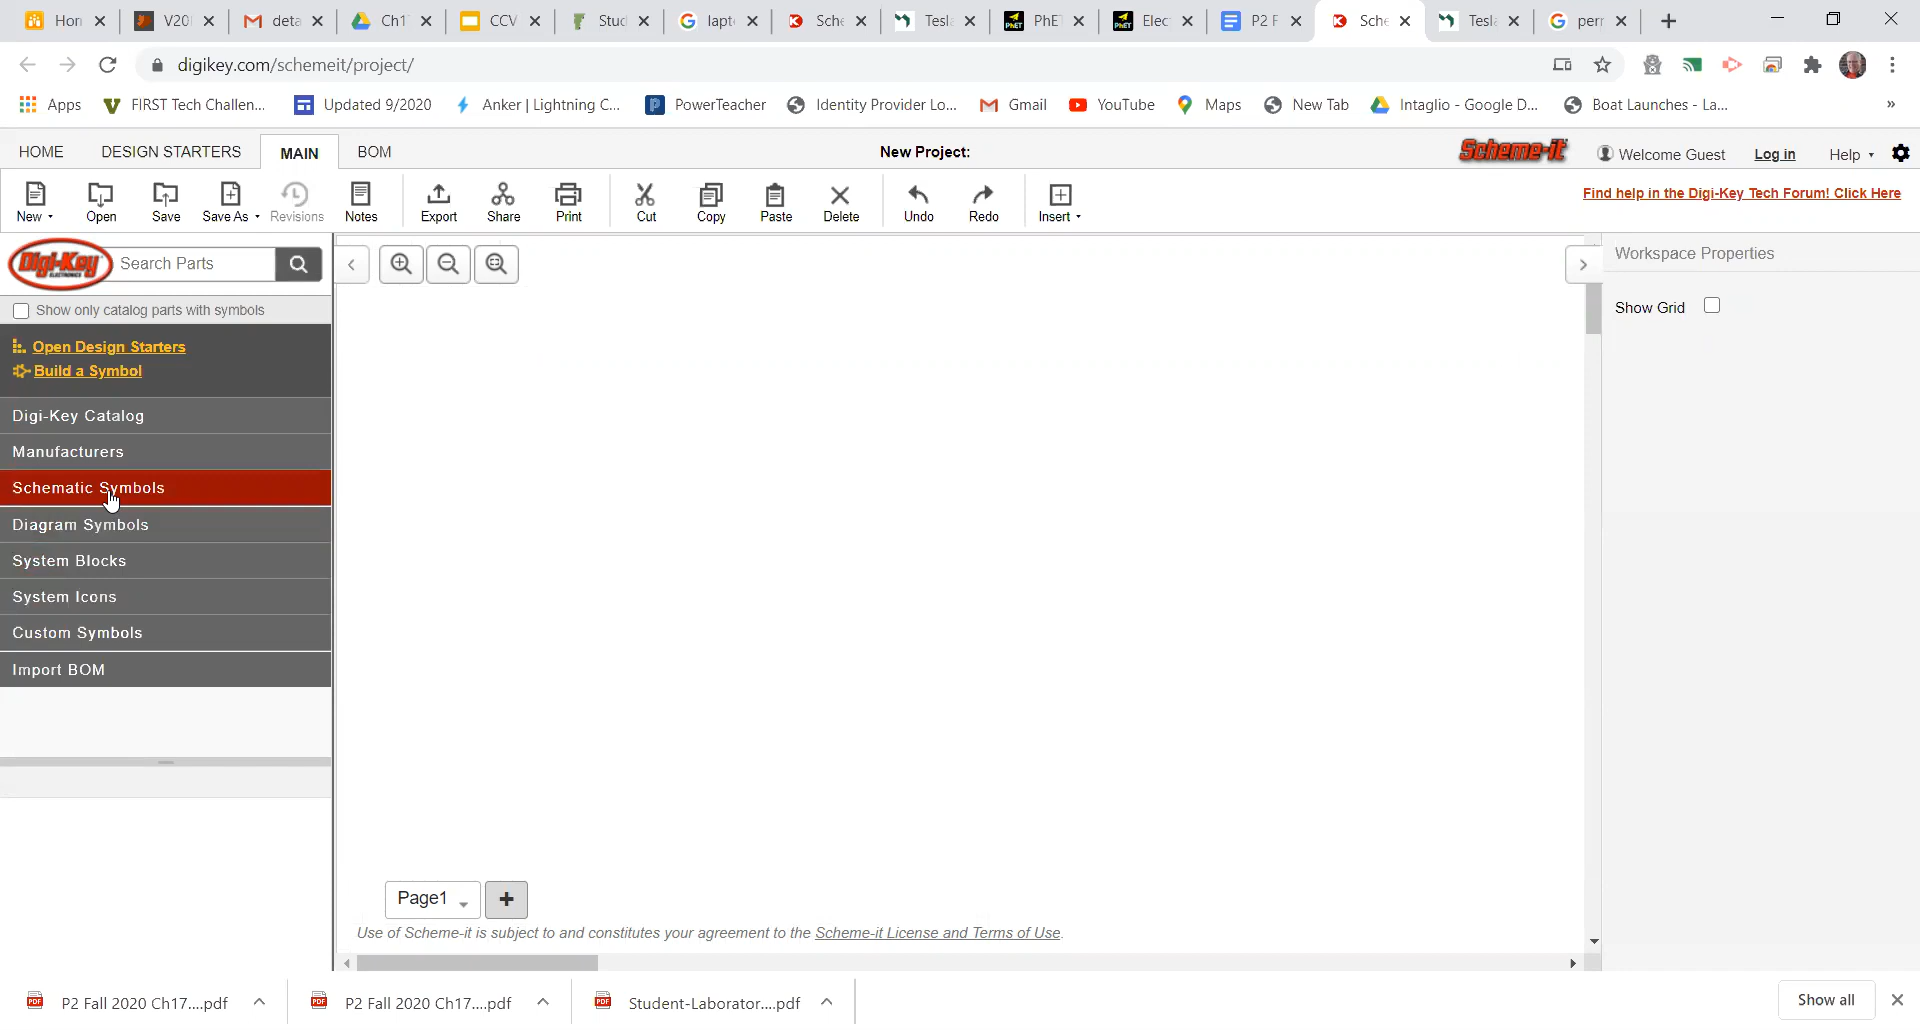 Hor
V20
deta
Ch1
CCV
Stud
lapt
Sche
Tesla
PhE
Elec
P2 F
Sche
Tesla
perr
digikey.com/schemeit/project/
Apps
FIRST Tech Challen...
Updated 9/2020
Anker | Lightning C...
PowerTeacher
Identity Provider Lo...
Gmail
YouTube
Maps
New Tab
Intaglio - Google D...
Boat Launches - La...
»
HOME
DESIGN STARTERS
MAIN
BOM
New Project:
Scheme-it
Welcome Guest
Log in
Help
New
Open
Save
Save As
Revisions
Notes
Export
Share
Print
Cut
Copy
Paste
Delete
Undo
Redo
Insert
Find help in the Digi-Key Tech Forum! Click Here
Digi-Key
ELECTRONICS
Search Parts
Workspace Properties
Show only catalog parts with symbols
Show Grid
Open Design Starters
Build a Symbol
Digi-Key Catalog
Manufacturers
Schematic Symbols
Diagram Symbols
System Blocks
System Icons
Custom Symbols
Import BOM
Page1
+
Use of Scheme-it is subject to and constitutes your agreement to the Scheme-it License and Terms of Use.
P2 Fall 2020 Ch17....pdf
P2 Fall 2020 Ch17....pdf
Student-Laborator....pdf
Show all